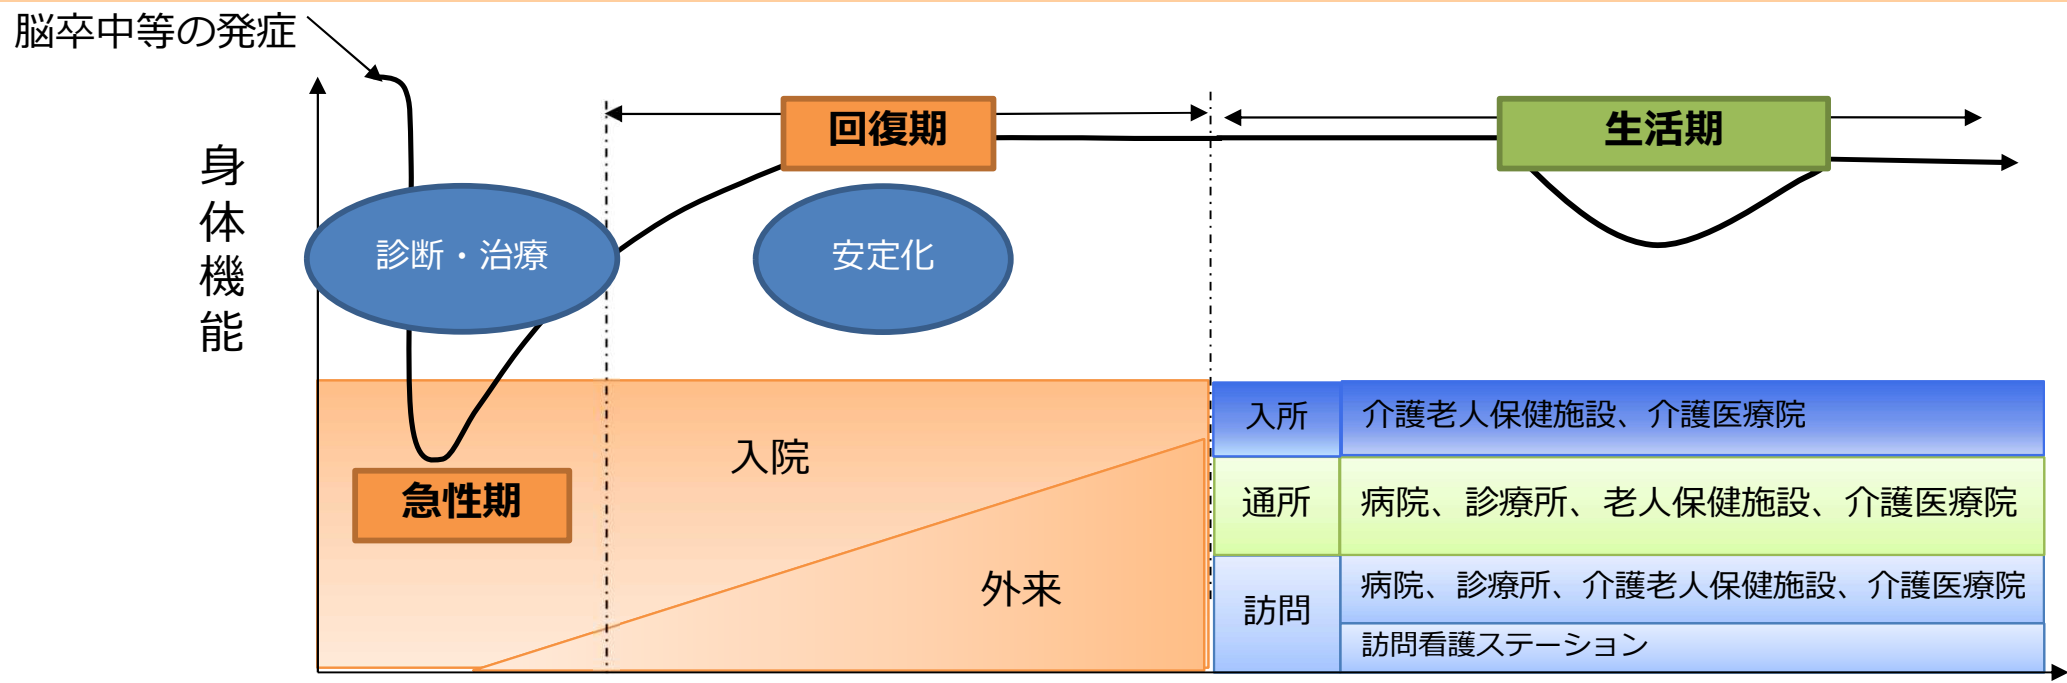 脳卒中等の発症
身体機能
回復期
生活期
診断・治療
安定化
急性期
入院
外来
入所
介護老人保健施設、介護医療院
通所
病院、診療所、老人保健施設、介護医療院
訪問
病院、診療所、介護老人保健施設、介護医療院
訪問看護ステーション